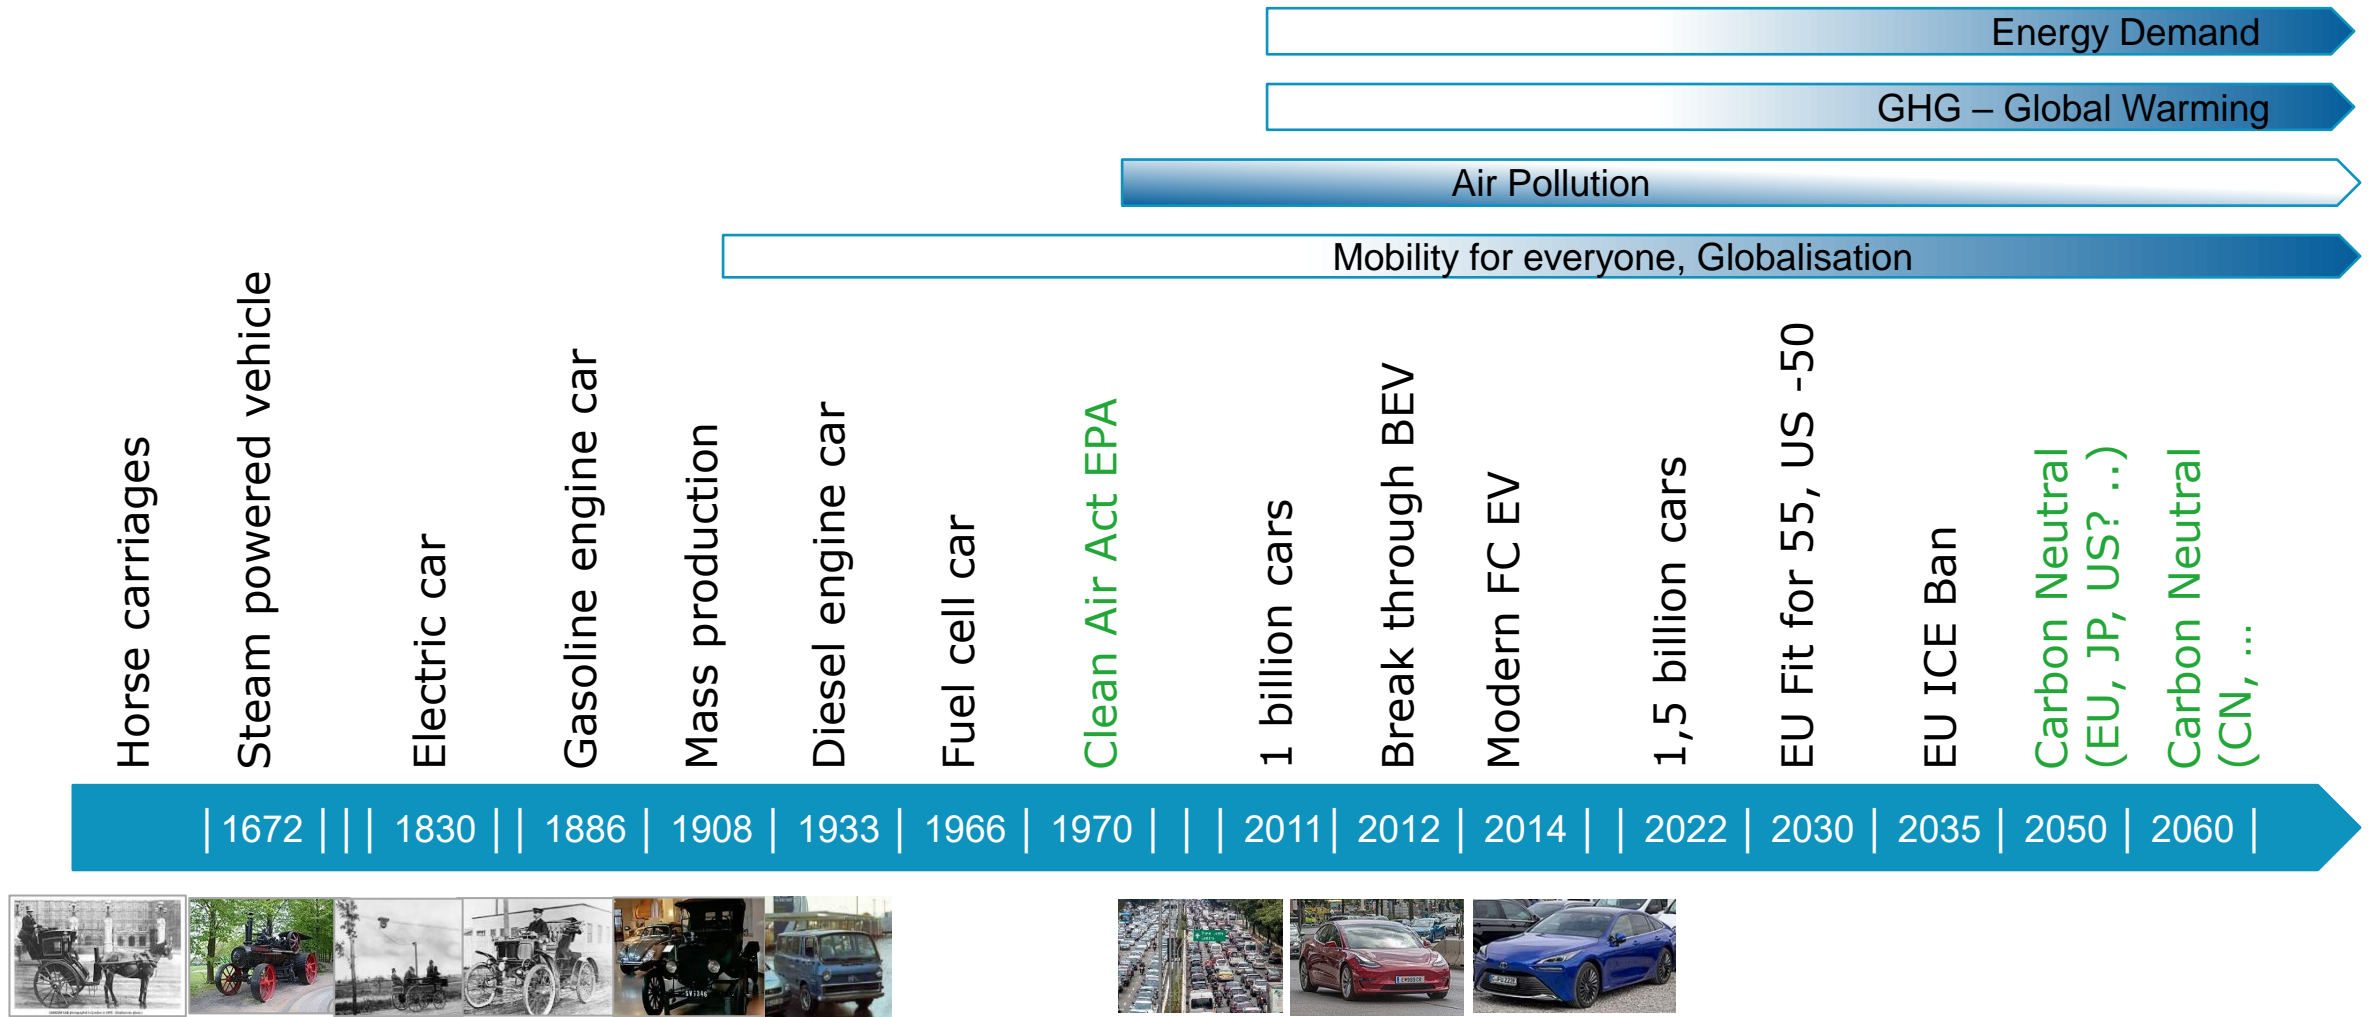 Energy Demand
GHG – Global Warming
Air Pollution
Mobility for everyone, Globalisation
Horse carriages
Steam powered vehicle
Electric car
Gasoline engine car
Mass production
Diesel engine car
Fuel cell car
Clean Air Act EPA
1 billion cars
Break through BEV
Modern FC EV
1,5 billion cars
EU Fit for 55, US -50
EU ICE Ban
Carbon Neutral
(EU, JP, US? ..)
Carbon Neutral
(CN, …
| 1672 | | | 1830 | | 1886 | 1908 | 1933 | 1966 | 1970 | | | 2011 | 2012 | 2014 | | 2022 | 2030 | 2035 | 2050 | 2060 |